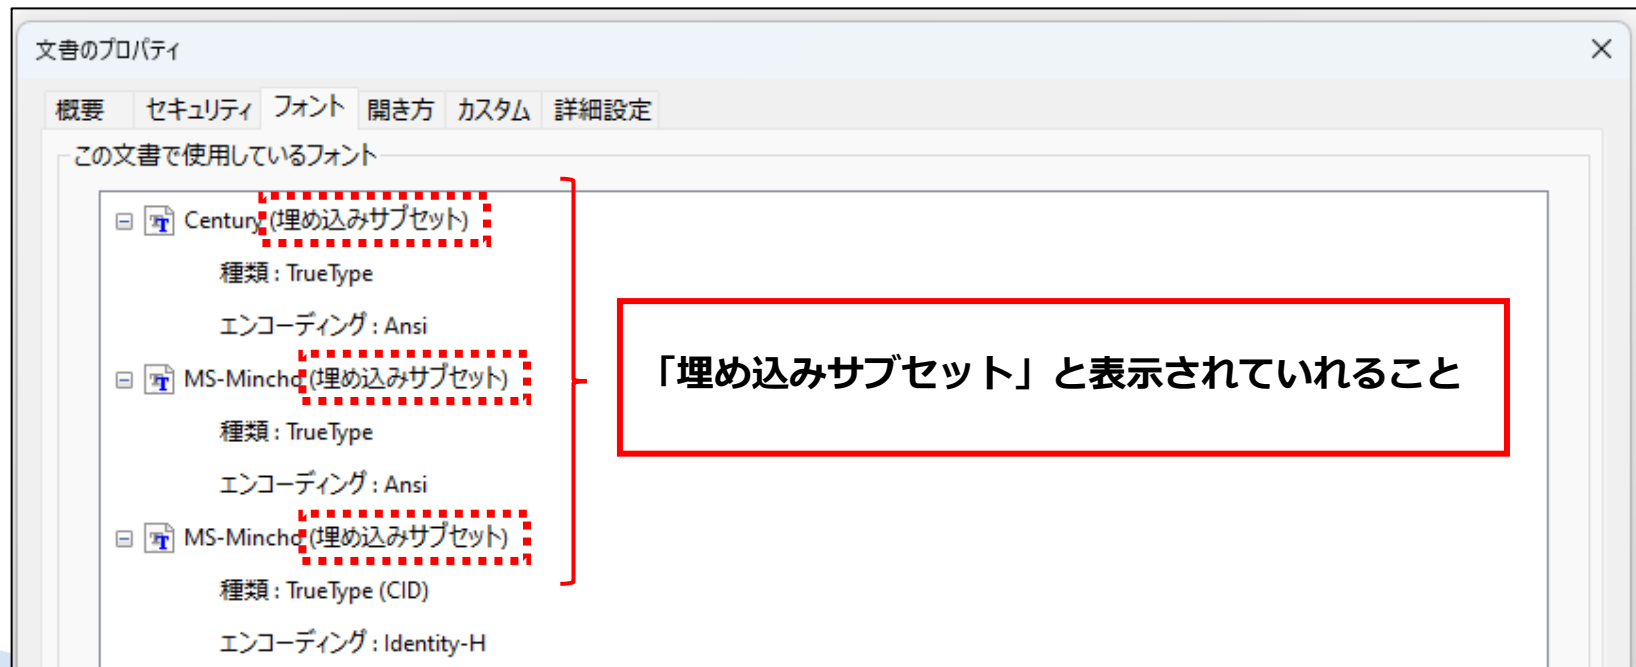 文書のプロパティ
概要 セキュリティ フォント 開き方 カスタム 詳細設定
この文書で使用しているフォント
Century (埋め込みサブセット)
種類 : TrueType
エンコーディング : Ansi
MS-Mincho (埋め込みサブセット)
種類 : TrueType
エンコーディング : Ansi
MS-Mincho (埋め込みサブセット)
種類 : TrueType (CID)
エンコーディング : Identity-H
「埋め込みサブセット」と表示されていれること